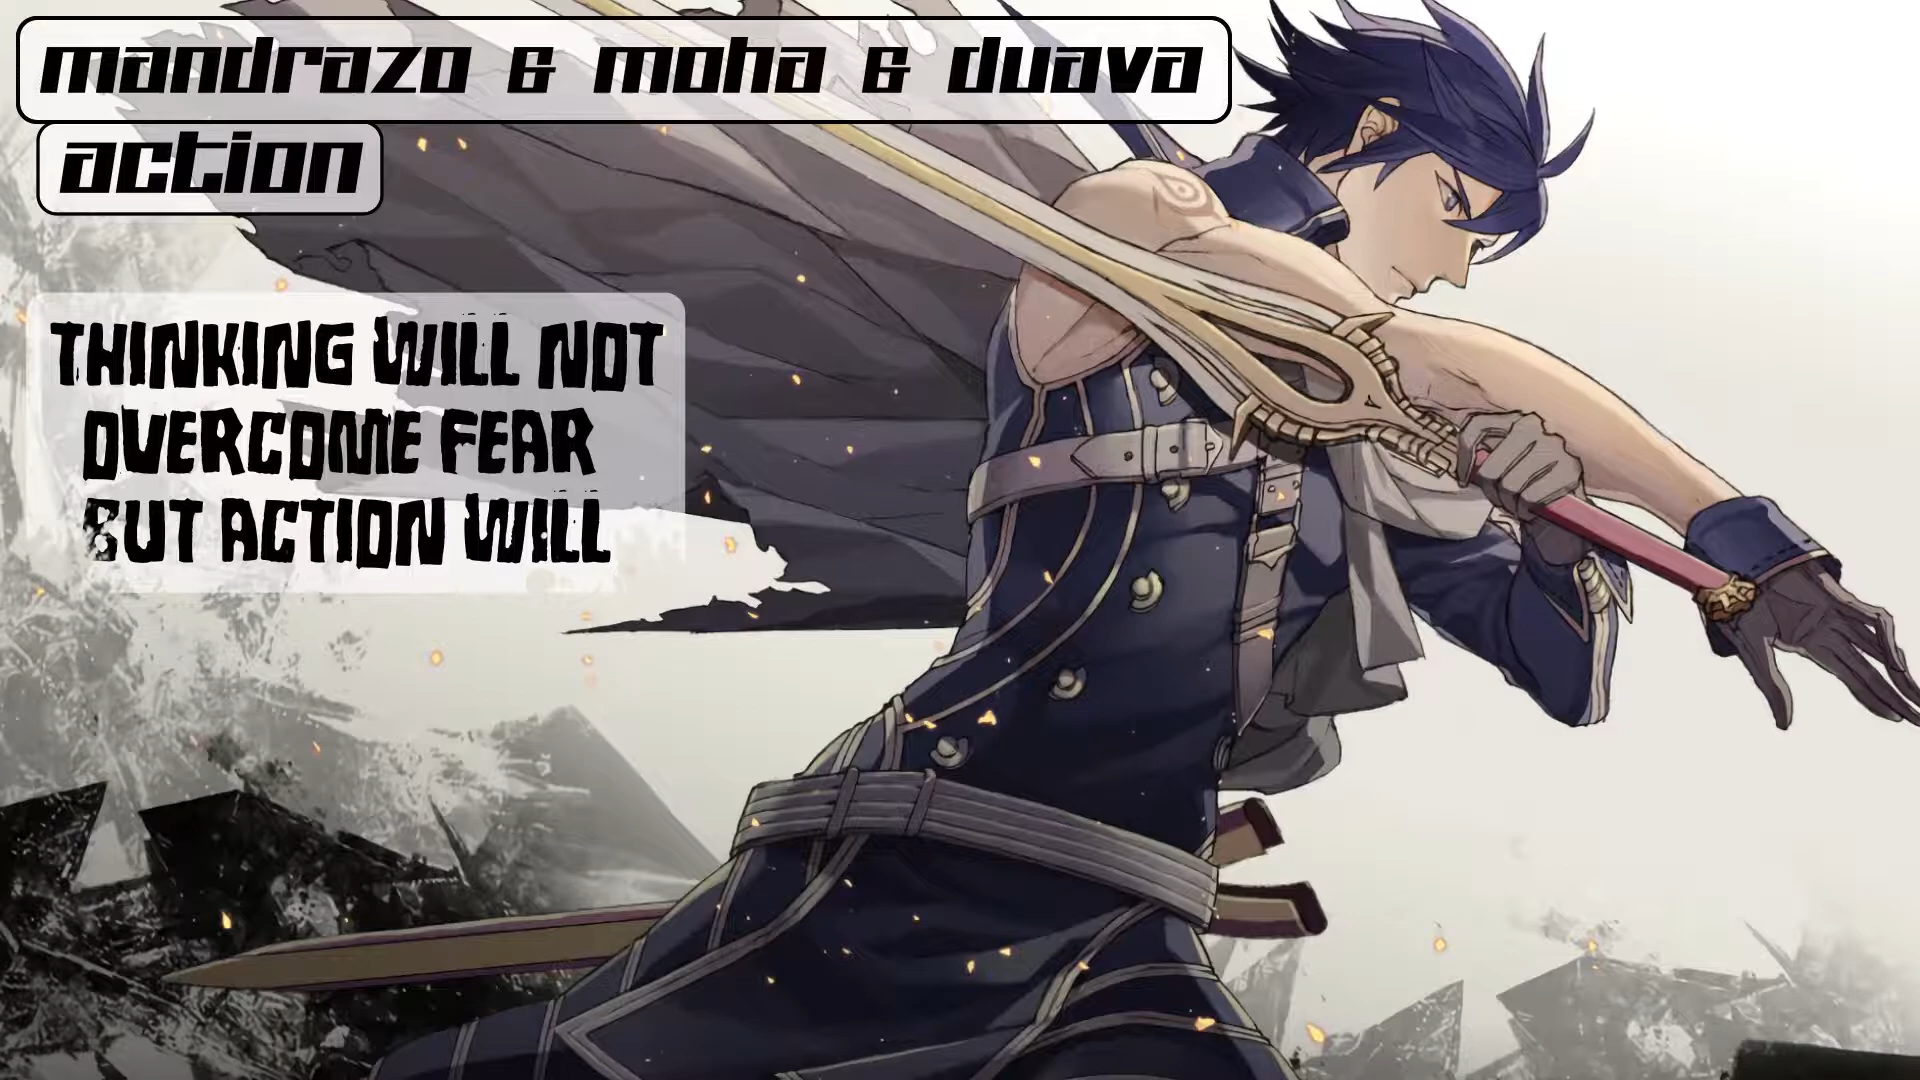 mandrazo & moha & duava
action
THINKING WILL NOT
OVERCOME FEAR
BUT ACTION WILL